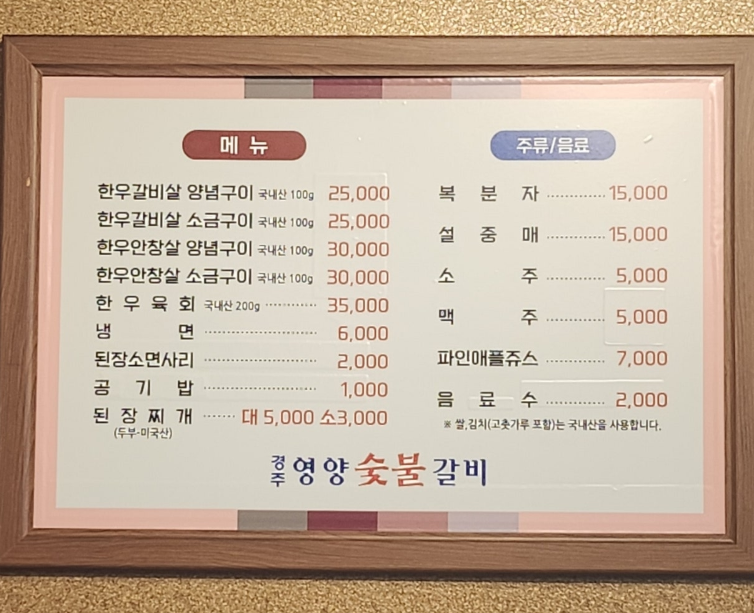 메뉴
한우갈비살 양념구이 국내산 100g 25,000
한우갈비살 소금구이 국내산 100g 25,000
한우안창살 양념구이 국내산 100g 30,000
한우안창살 소금구이 국내산 100g 30,000
한우육회 국내산 200g ············ 35,000
냉면 ·························· 6,000
된장소면사리 ·························· 2,000
공기밥 ·························· 1,000
된장찌개 ······ 대 5,000 소3,000
(두부-미국산)
주류/음료
복분자 ············ 15,000
설중매 ············ 15,000
소주 ············ 5,000
맥주 ············ 5,000
파인애플쥬스 ············ 7,000
음료수 ············ 2,000
※ 쌀,김치(고춧가루 포함)는 국내산을 사용합니다.
경주 영양숯불갈비